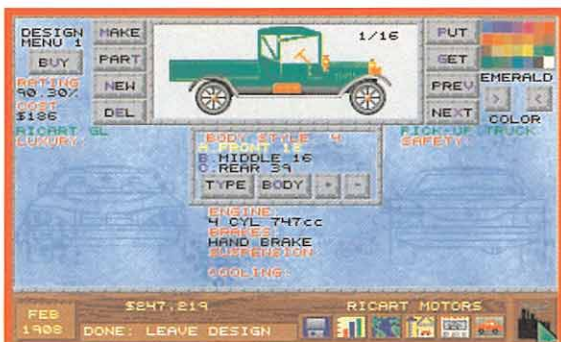 DESIGN
MENU 1
BUY
RATING
90.30%
COST
$186
MAKE
PART
NEW
DEL
1/16
PUT
GET
PREV
NEXT
EMERALD
> <
COLOR
RICART GL
LUXURY:
PICK-UP TRUCK
SAFETY:
BODY STYLE 4
A.FRONT 12
B.MIDDLE 16
C.REAR 39
TYPE BODY + -
ENGINE:
4 CYL 747cc
BRAKES:
HAND BRAKE
SUSPENSION
COOLING:
$247,219
RICART MOTORS
FEB
1908
DONE: LEAVE DESIGN